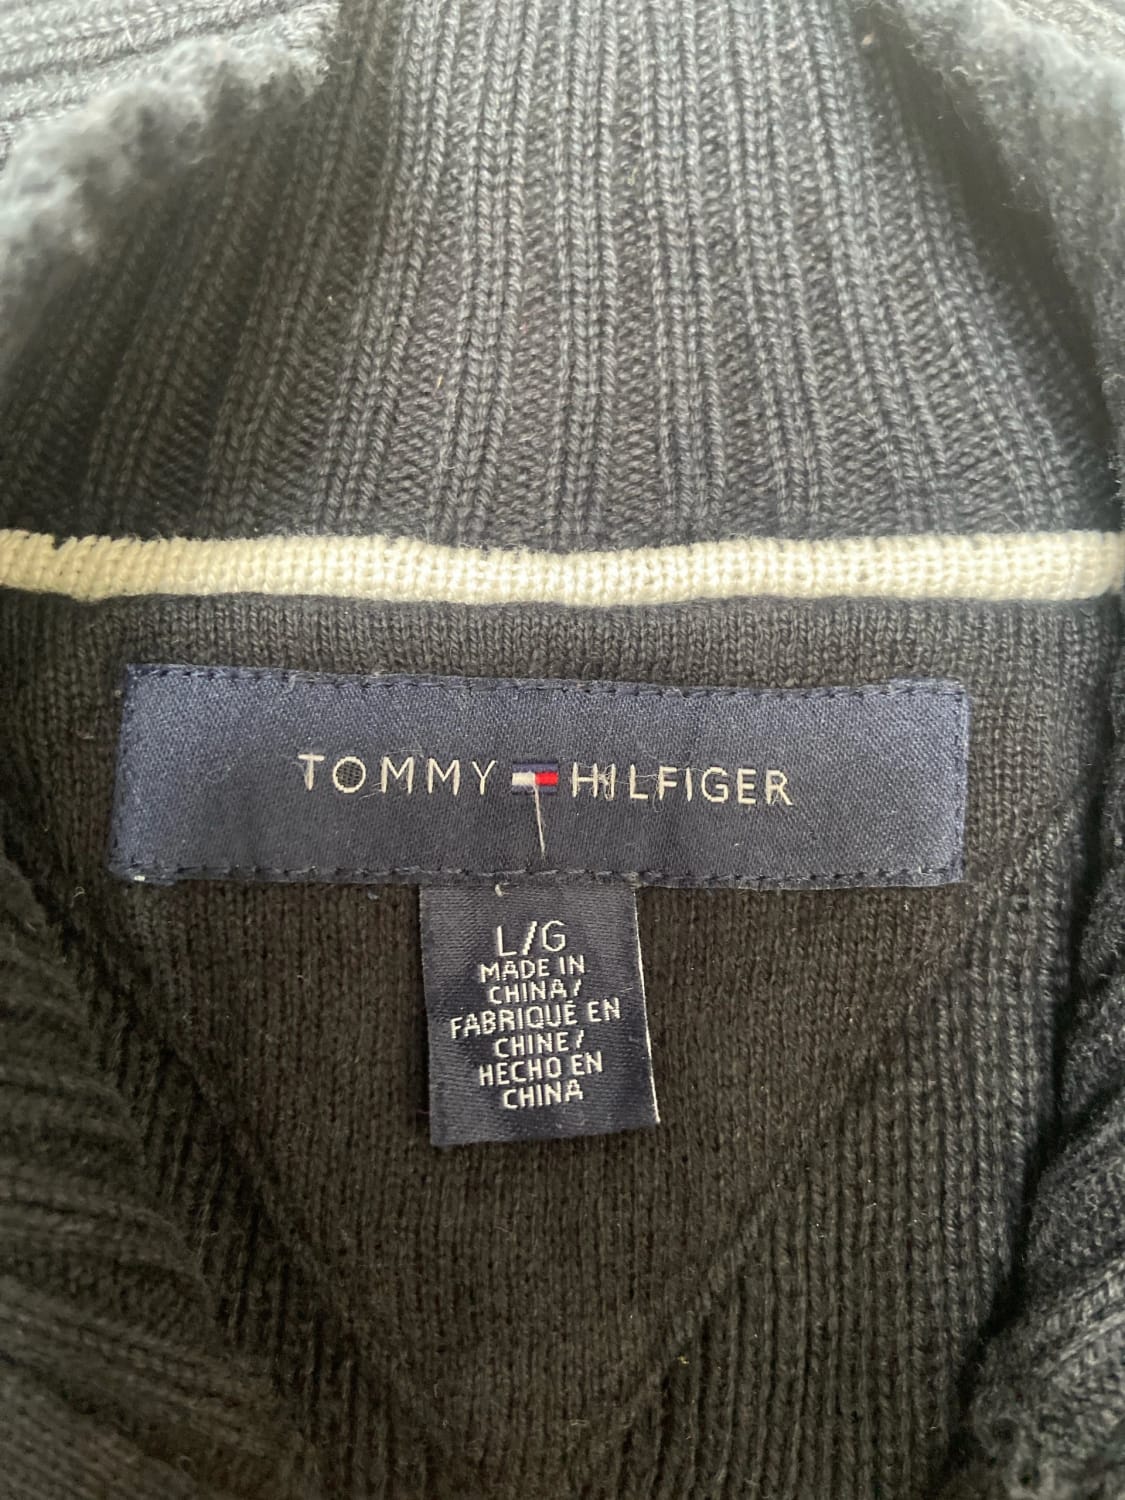 TOMMY HILFIGER
L/G
MADE IN
CHINA/
FABRIQUÉ EN
CHINE/
HECHO EN
CHINA